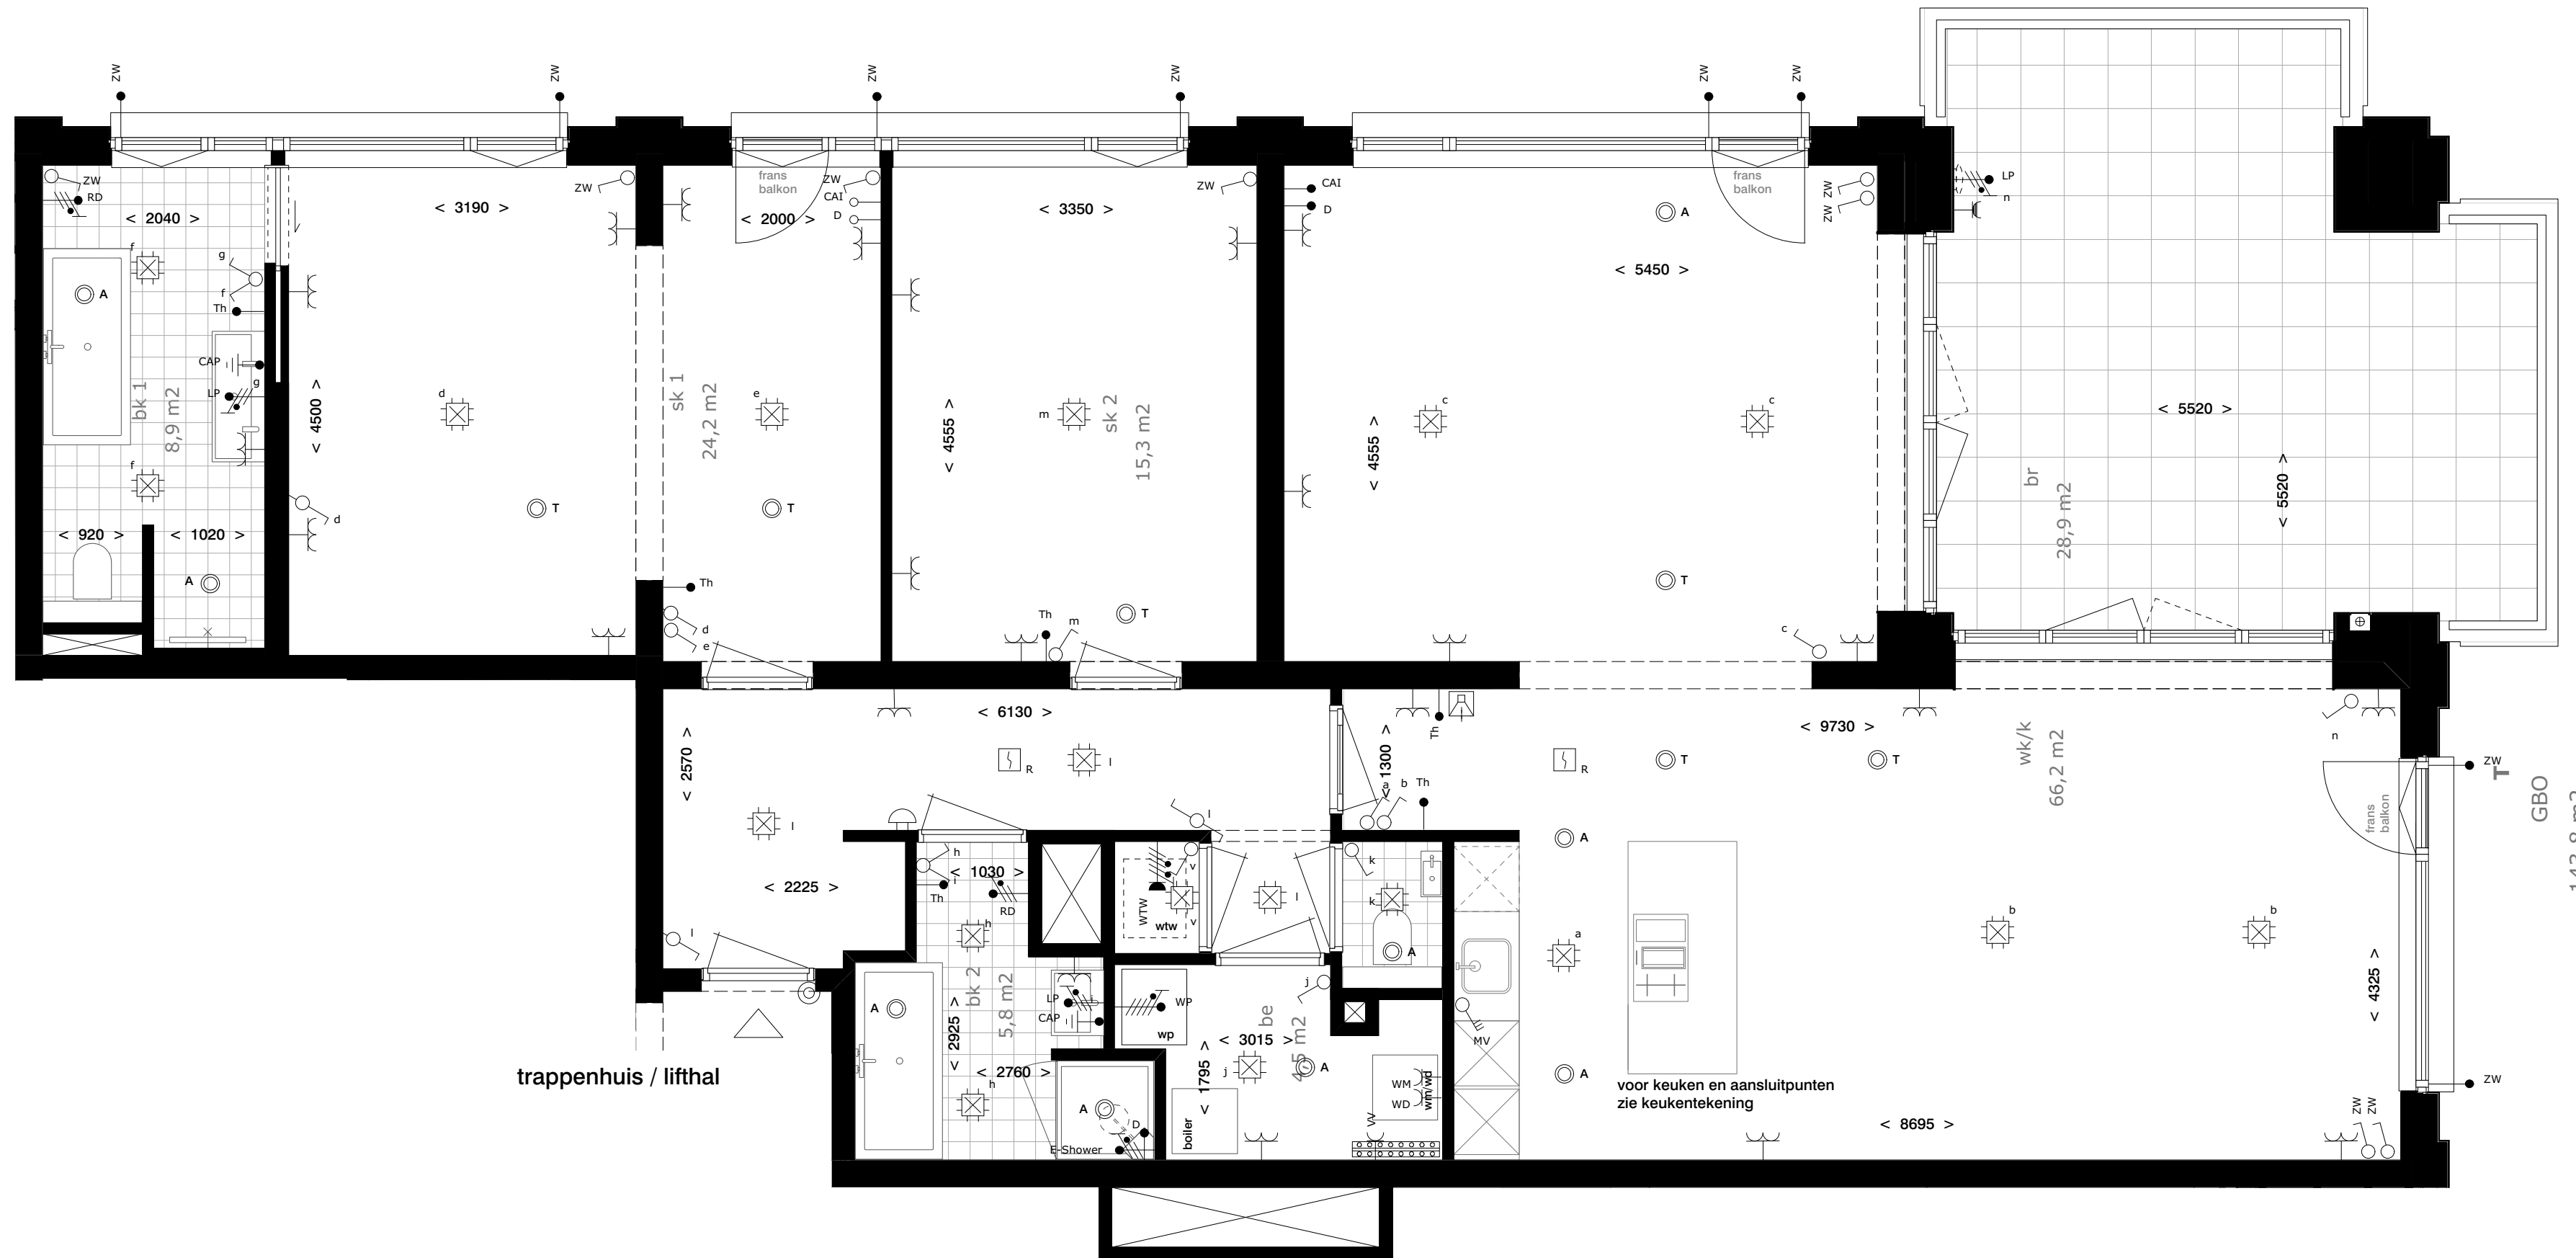 ZW
ZW
ZW
ZW
ZW
ZW
ZW
RD
< 2040 >
< 3190 >
ZW
frans
balkon
< 2000 >
ZW
CAI
D
< 3350 >
ZW
CAI
D
A
frans
balkon
ZW
ZW
LP
n
< 5450 >
f
g
f
Th
A
CAP
g
LP
bk 1
8,9 m2
f
< 920 >
< 1020 >
A
< 4500 >
d
T
d
sk 1
24,2 m2
e
T
Th
d
e
< 4555 >
m
sk 2
15,3 m2
T
Th
m
< 4555 >
c
c
T
c
< 5520 >
< 5520 >
br
28,9 m2
< 6130 >
< 2570 >
R
l
l
l
< 2225 >
l
Th
< 1300 >
a
b
Th
R
T
T
< 9730 >
wk/k
66,2 m2
n
ZW
frans
balkon
T
GBO
h
i
< 1030 >
Th
RD
h
bk 2
5,8 m2
A
< 2925 >
LP
i
CAP
< 2760 >
h
A
D
E-Shower
WTW
wtw
v
v
l
k
k
A
WP
wp
j
be
< 3015 >
< 1795 >
j
A
boiler
WM
WD
wm/wd
VV
MV
A
a
A
b
b
< 4325 >
ZW
ZW
ZW
< 8695 >
voor keuken en aansluitpunten
zie keukentekening
trappenhuis / lifthal